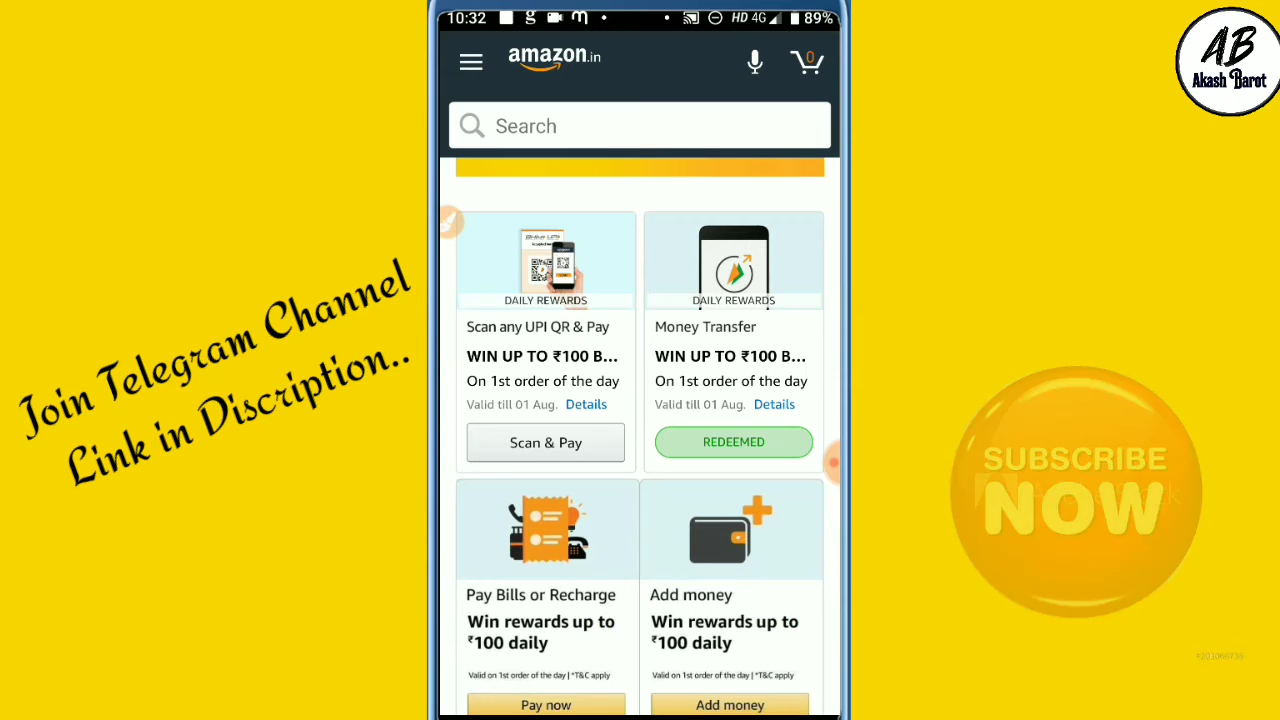 10:32
HD 4G
89%
AB
Akash Barot
amazon.in
0
Search
DAILY REWARDS
DAILY REWARDS
Scan any UPI QR & Pay
Money Transfer
WIN UP TO ₹100 B...
WIN UP TO ₹100 B...
On 1st order of the day
On 1st order of the day
Valid till 01 Aug. Details
Valid till 01 Aug. Details
Scan & Pay
REDEEMED
Join Telegram Channel
Link in Discription..
SUBSCRIBE
NOW
Pay Bills or Recharge
Add money
Win rewards up to
₹100 daily
Win rewards up to
₹100 daily
Valid on 1st order of the day | *T&C apply
Valid on 1st order of the day | *T&C apply
Pay now
Add money